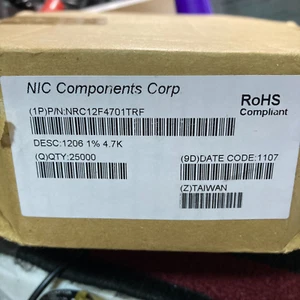 NIC Components Corp
RoHS
Compliant
(1P)P/N:NRC12F4701TRF
DESC:1206 1% 4.7K
(Q)QTY:25000
(9D)DATE CODE:1107
(Z)TAIWAN